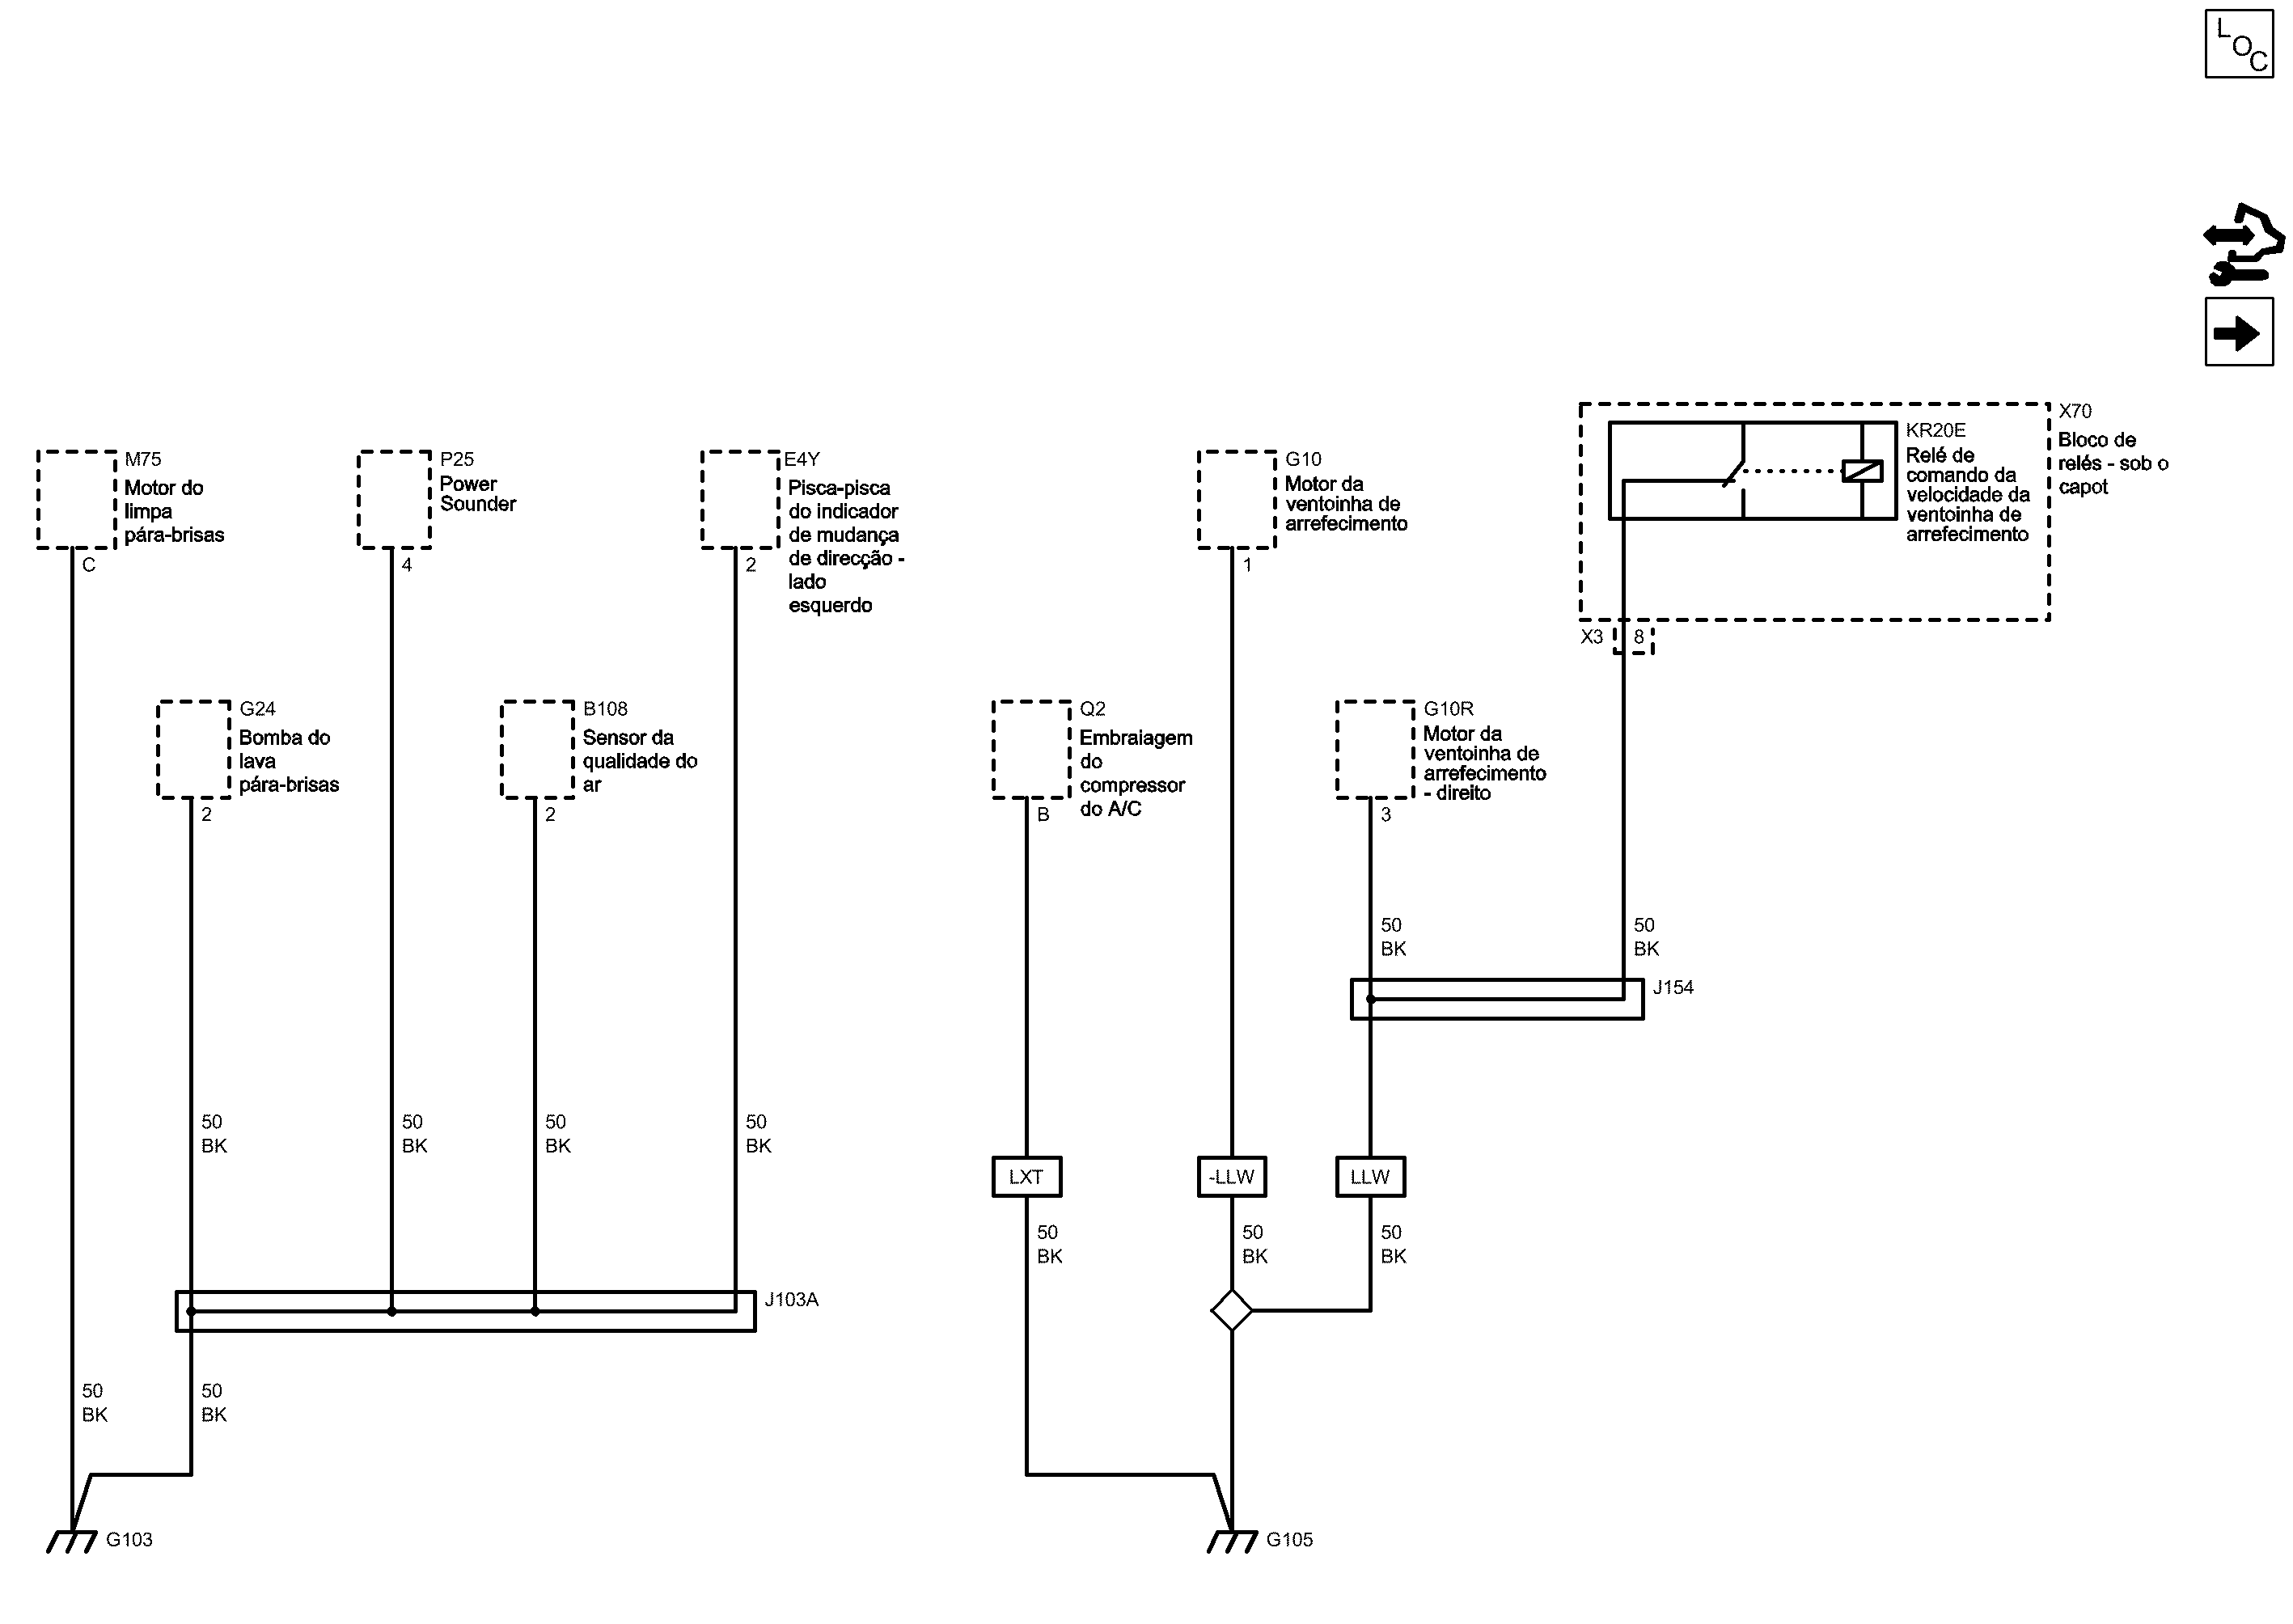 LOC
X70
Bloco de
relés - sob o
capot
KR20E
Relé de
comando da
velocidade da
ventoinha de
arrefecimento
M75
Motor do
limpa
pára-brisas
C
P25
Power
Sounder
4
E4Y
Pisca-pisca
do indicador
de mudança
de direcção -
lado
esquerdo
2
G10
Motor da
ventoinha de
arrefecimento
1
X3
8
G24
Bomba do
lava
pára-brisas
2
B108
Sensor da
qualidade do
ar
2
Q2
Embraiagem
do
compressor
do A/C
B
G10R
Motor da
ventoinha de
arrefecimento
- direito
3
50
BK
50
BK
J154
50
BK
50
BK
50
BK
50
BK
LXT
-LLW
LLW
50
BK
50
BK
50
BK
J103A
50
BK
50
BK
G103
G105